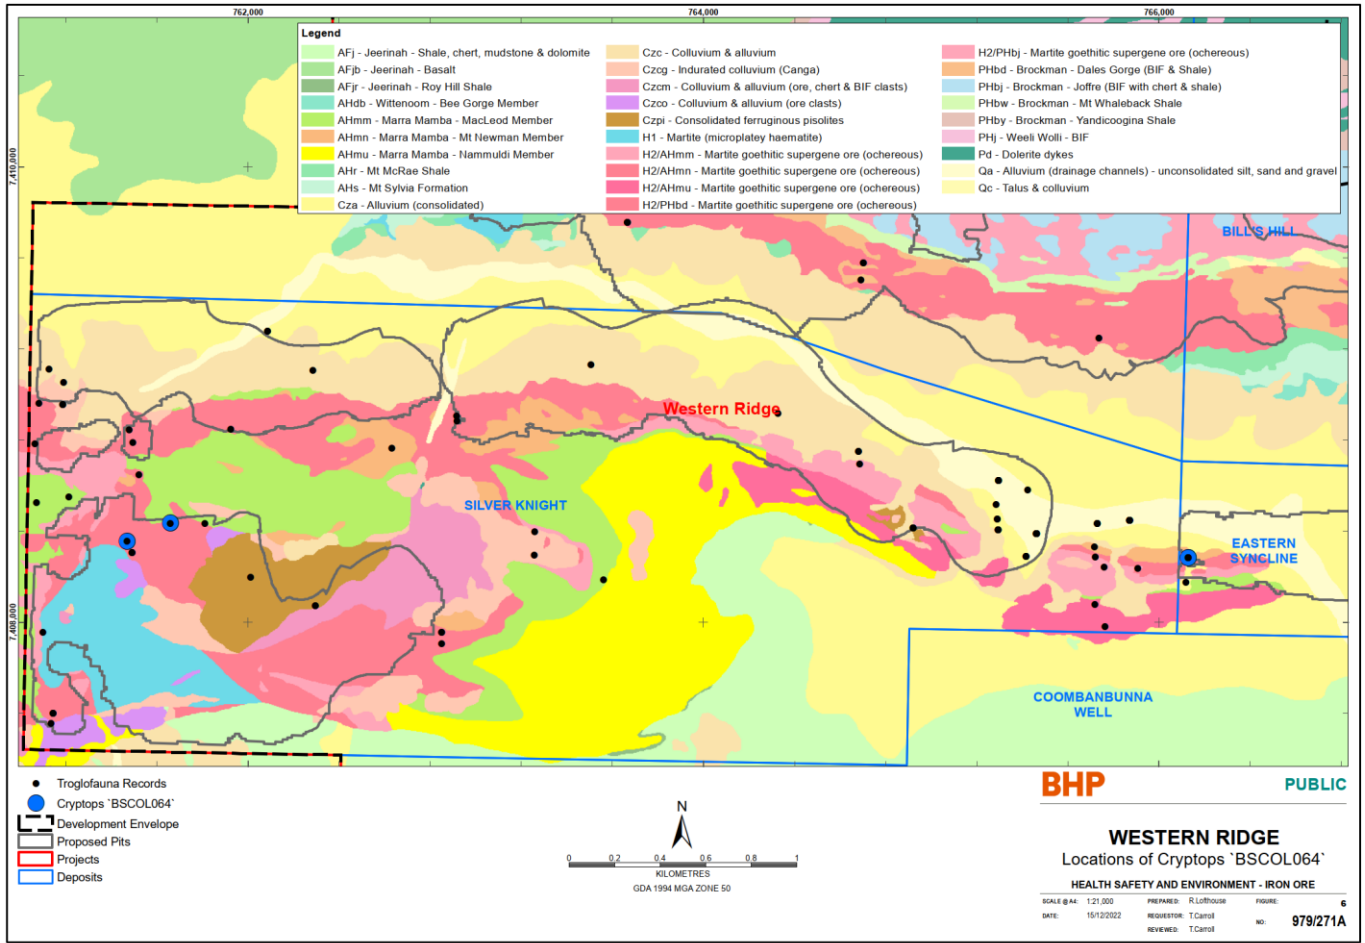 762,000
764,000
766,000
7,410,000
7,408,000
Legend
AFj - Jeerinah - Shale, chert, mudstone & dolomite
AFjb - Jeerinah - Basalt
AFjr - Jeerinah - Roy Hill Shale
AHdb - Wittenoom - Bee Gorge Member
AHmm - Marra Mamba - MacLeod Member
AHmn - Marra Mamba - Mt Newman Member
AHmu - Marra Mamba - Nammuldi Member
AHr - Mt McRae Shale
AHs - Mt Sylvia Formation
Cza - Alluvium (consolidated)
Czc - Colluvium & alluvium
Czcg - Indurated colluvium (Canga)
Czcm - Colluvium & alluvium (ore, chert & BIF clasts)
Czco - Colluvium & alluvium (ore clasts)
Czpi - Consolidated ferruginous pisolites
H1 - Martite (microplatey haematite)
H2/AHmm - Martite goethitic supergene ore (ochereous)
H2/AHmn - Martite goethitic supergene ore (ochereous)
H2/AHmu - Martite goethitic supergene ore (ochereous)
H2/PHbd - Martite goethitic supergene ore (ochereous)
H2/PHbj - Martite goethitic supergene ore (ochereous)
PHbd - Brockman - Dales Gorge (BIF & Shale)
PHbj - Brockman - Joffre (BIF with chert & shale)
PHbw - Brockman - Mt Whaleback Shale
PHby - Brockman - Yandicoogina Shale
PHj - Weeli Wolli - BIF
Pd - Dolerite dykes
Qa - Alluvium (drainage channels) - unconsolidated silt, sand and gravel
Qc - Talus & colluvium
BILL'S HILL
Western Ridge
SILVER KNIGHT
EASTERN
SYNCLINE
COOMBANBUNNA
WELL
Troglofauna Records
Cryptops `BSCOL064`
Development Envelope
Proposed Pits
Projects
Deposits
N
0 0.2 0.4 0.6 0.8 1
KILOMETRES
GDA 1994 MGA ZONE 50
BHP
PUBLIC
WESTERN RIDGE
Locations of Cryptops `BSCOL064`
HEALTH SAFETY AND ENVIRONMENT - IRON ORE
SCALE @ A4: 1:21,000 PREPARED: R.Lofthouse FIGURE: 6
DATE: 15/12/2022 REQUESTOR: T.Carroll NO: 979/271A
REVIEWED: T.Carroll